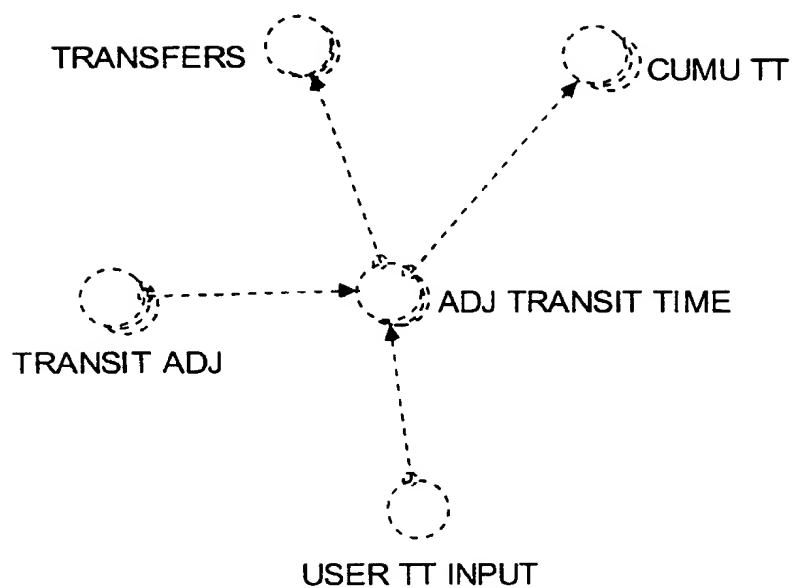 TRANSFERS
CUMU TT
ADJ TRANSIT TIME
TRANSIT ADJ
USER TT INPUT